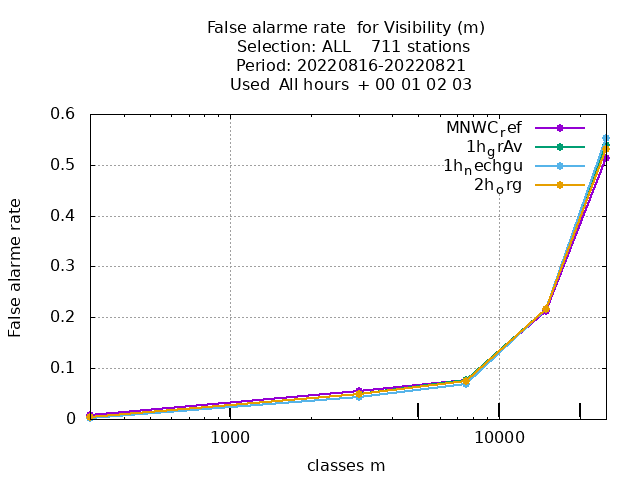 False alarme rate  for Visibility (m)
Selection: ALL    711 stations
Period: 20220816-20220821
Used  All hours  + 00 01 02 03
0.6
0.5
0.4
0.3
0.2
0.1
0
False alarme rate
MNWC_ref
1h_grAv
1h_nechgu
2h_org
1000
10000
classes m